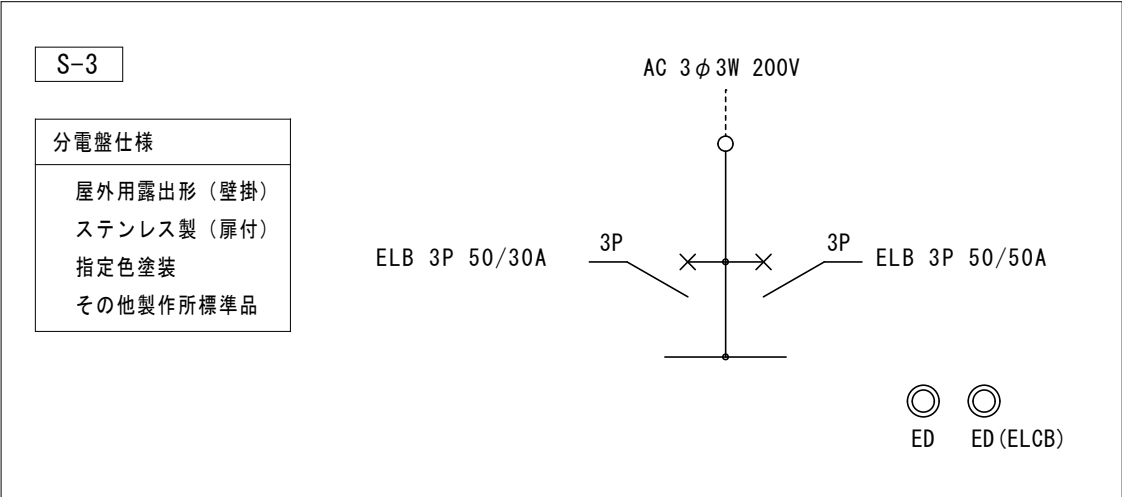 S-3
AC 3φ3W 200V
分電盤仕様
屋外用露出形（壁掛）
ステンレス製（扉付）
指定色塗装
その他製作所標準品
ELB 3P 50/30A
3P
3P
ELB 3P 50/50A
ED
ED(ELCB)